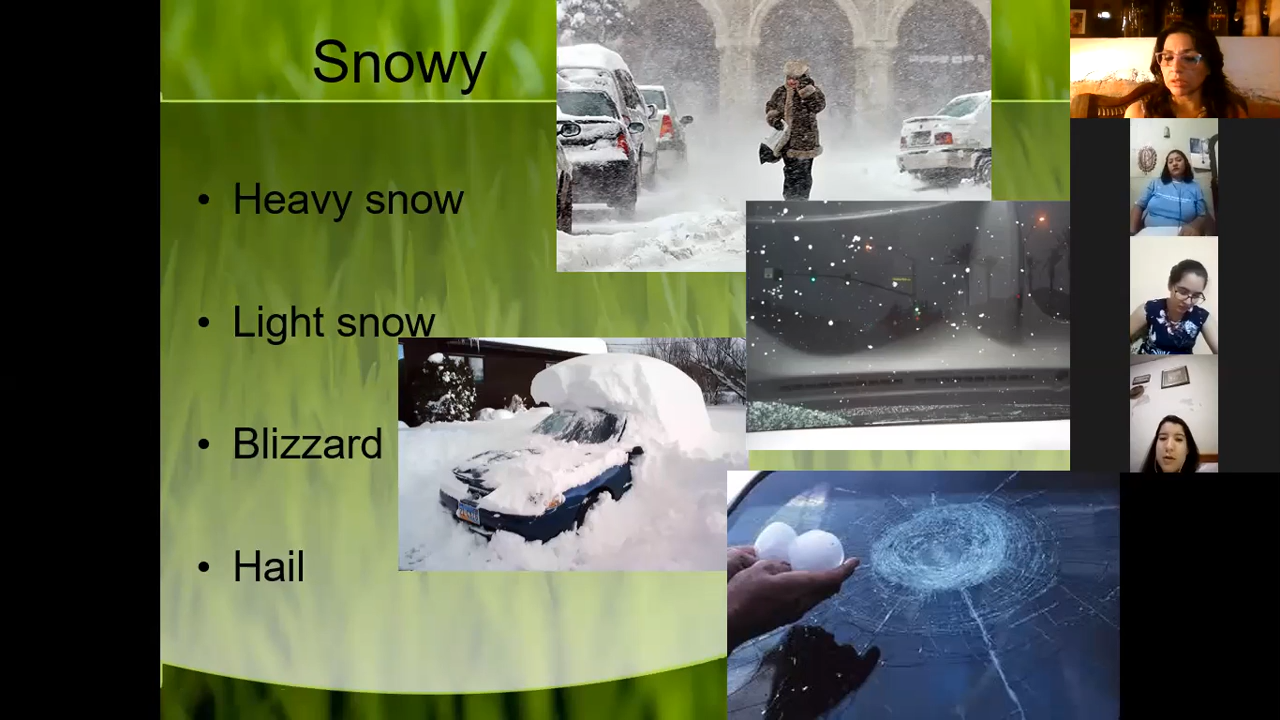 Snowy
• Heavy snow
• Light snow
• Blizzard
• Hail